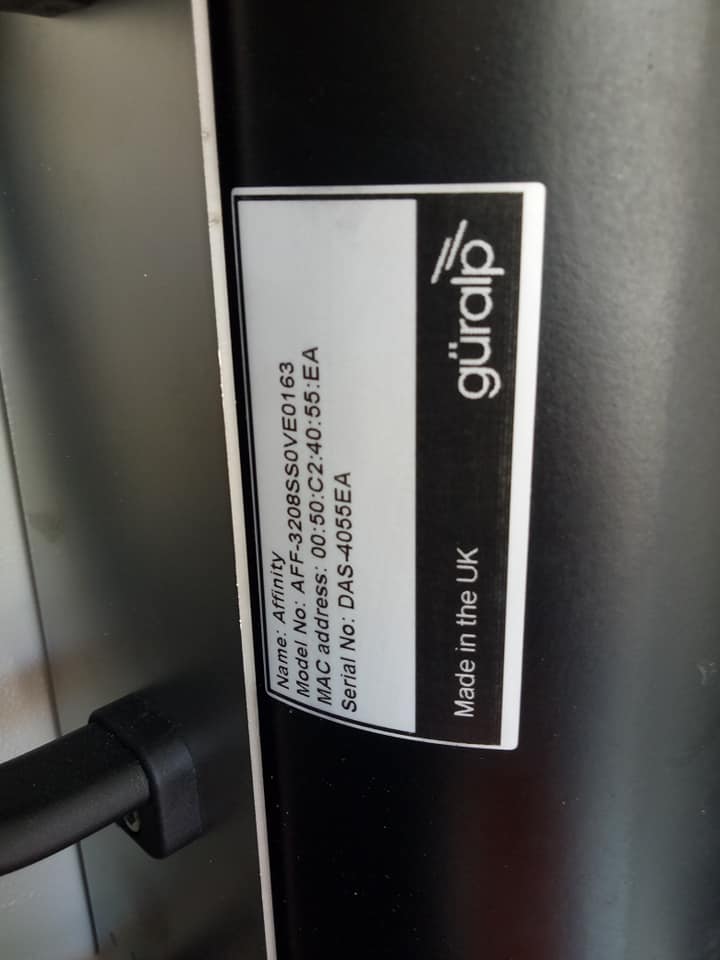 Name: Affinity
Model No: AFF-3208SS0VE0163
MAC address: 00:50:C2:40:55:EA
Serial No: DAS-4055EA
Made in the UK
güralp